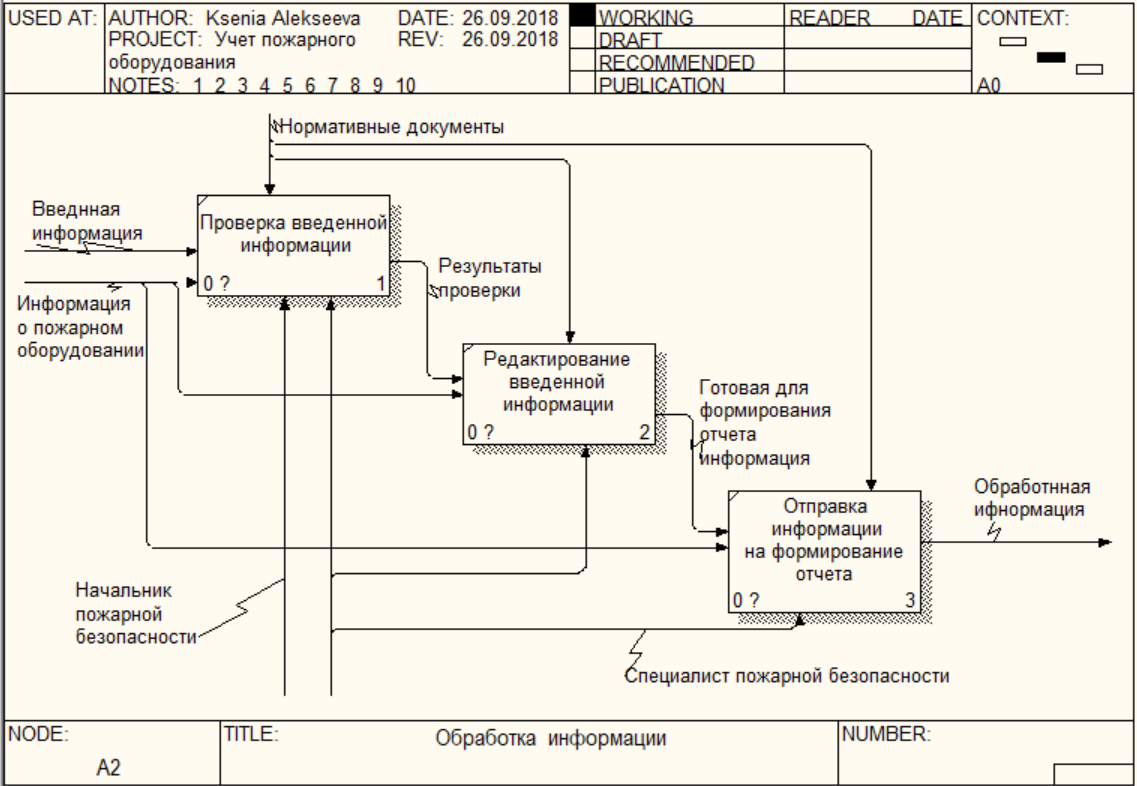 USED AT:
AUTHOR: Ksenia Alekseeva DATE: 26.09.2018
PROJECT: Учет пожарного REV: 26.09.2018
оборудования
NOTES: 1 2 3 4 5 6 7 8 9 10
WORKING
DRAFT
RECOMMENDED
PUBLICATION
READER DATE
CONTEXT:
A0
Нормативные документы
Введнная
информация
Проверка введенной
информации
0 ? 1
Информация
о пожарном
оборудовании
Результаты
проверки
Редактирование
введенной
информации
0 ? 2
Готовая для
формирования
отчета
информация
Отправка
информации
на формирование
отчета
0 ? 3
Обработнная
ифнормация
Начальник
пожарной
безопасности
Специалист пожарной безопасности
NODE:
A2
TITLE:
Обработка информации
NUMBER: